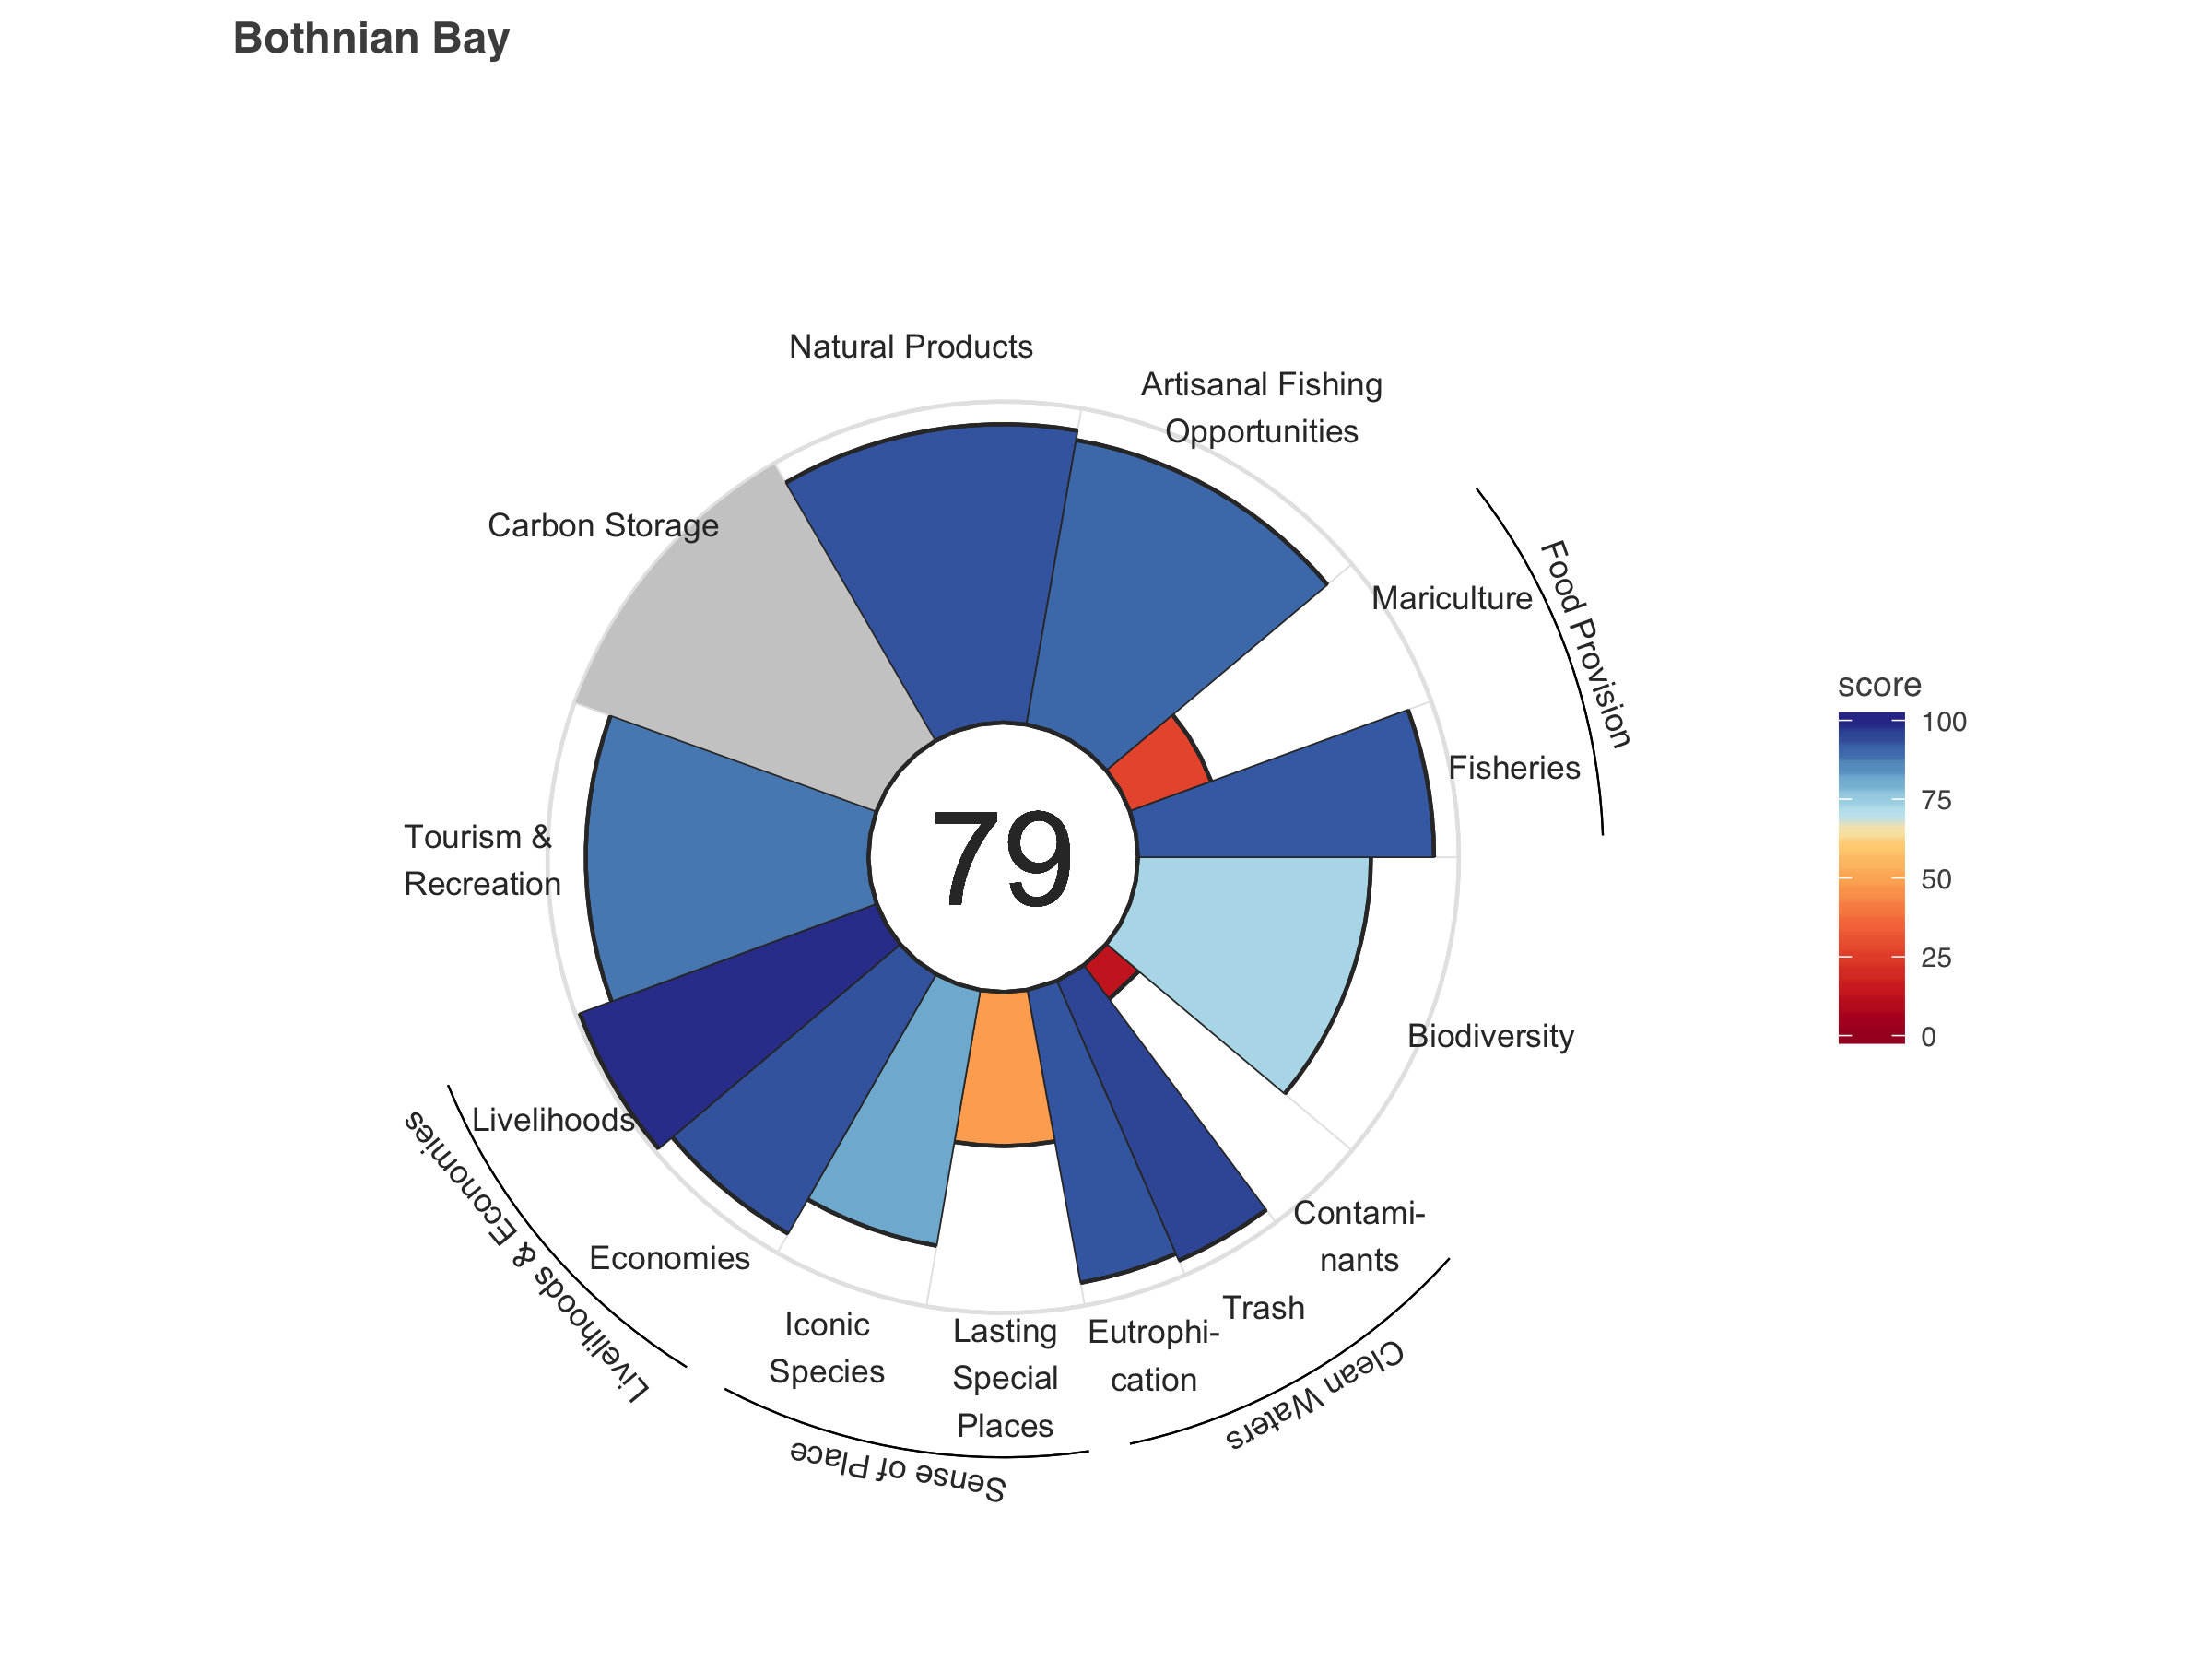 Bothnian Bay
Natural Products
Artisanal Fishing
Opportunities
Carbon Storage
Mariculture
Food Provision
Fisheries
Tourism &
Recreation
79
Biodiversity
Livelihoods
Livelihoods & Economies
Economies
Iconic
Species
Lasting
Special
Places
Sense of Place
Eutrophi-
cation
Trash
Contami-
nants
Clean Waters
score
100
75
50
25
0